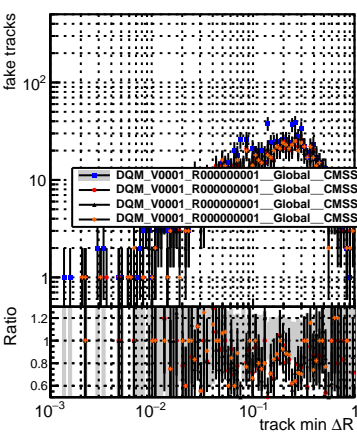 fake tracks
10²
10
1
DQM_V0001_R000000001__Global__CMSS
DQM_V0001_R000000001__Global__CMSS
DQM_V0001_R000000001__Global__CMSS
DQM_V0001_R000000001__Global__CMSS
Ratio
1.2
1
0.8
0.6
10⁻³ 10⁻² 10⁻¹ 1
track min ΔR